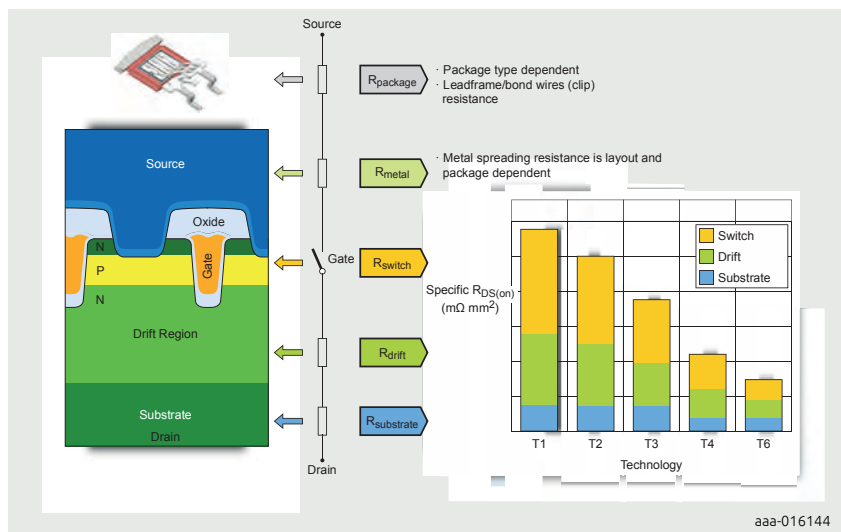 Source
Rpackage
· Package type dependent
· Leadframe/bond wires (clip)
resistance
Source
Rmetal
· Metal spreading resistance is layout and
package dependent
Oxide
N
Gate
P
N
Gate
Rswitch
Specific RDS(on)
(mΩ mm²)
Switch
Drift
Substrate
Drift Region
Rdrift
Substrate
Drain
Rsubstrate
Drain
T1 T2 T3 T4 T6
Technology
aaa-016144